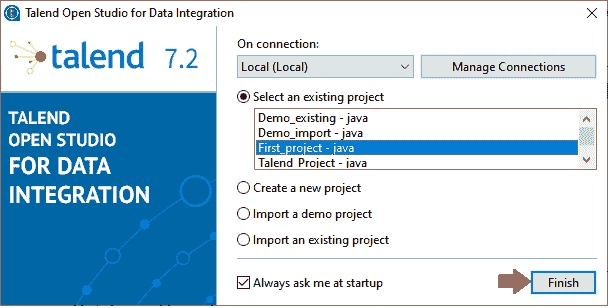 Talend Open Studio for Data Integration
talend 7.2
TALEND
OPEN STUDIO
FOR DATA
INTEGRATION
On connection:
Local (Local)
Manage Connections
Select an existing project
Demo_existing - java
Demo_import - java
First_project - java
Talend_Project - java
Create a new project
Import a demo project
Import an existing project
Always ask me at startup
Finish